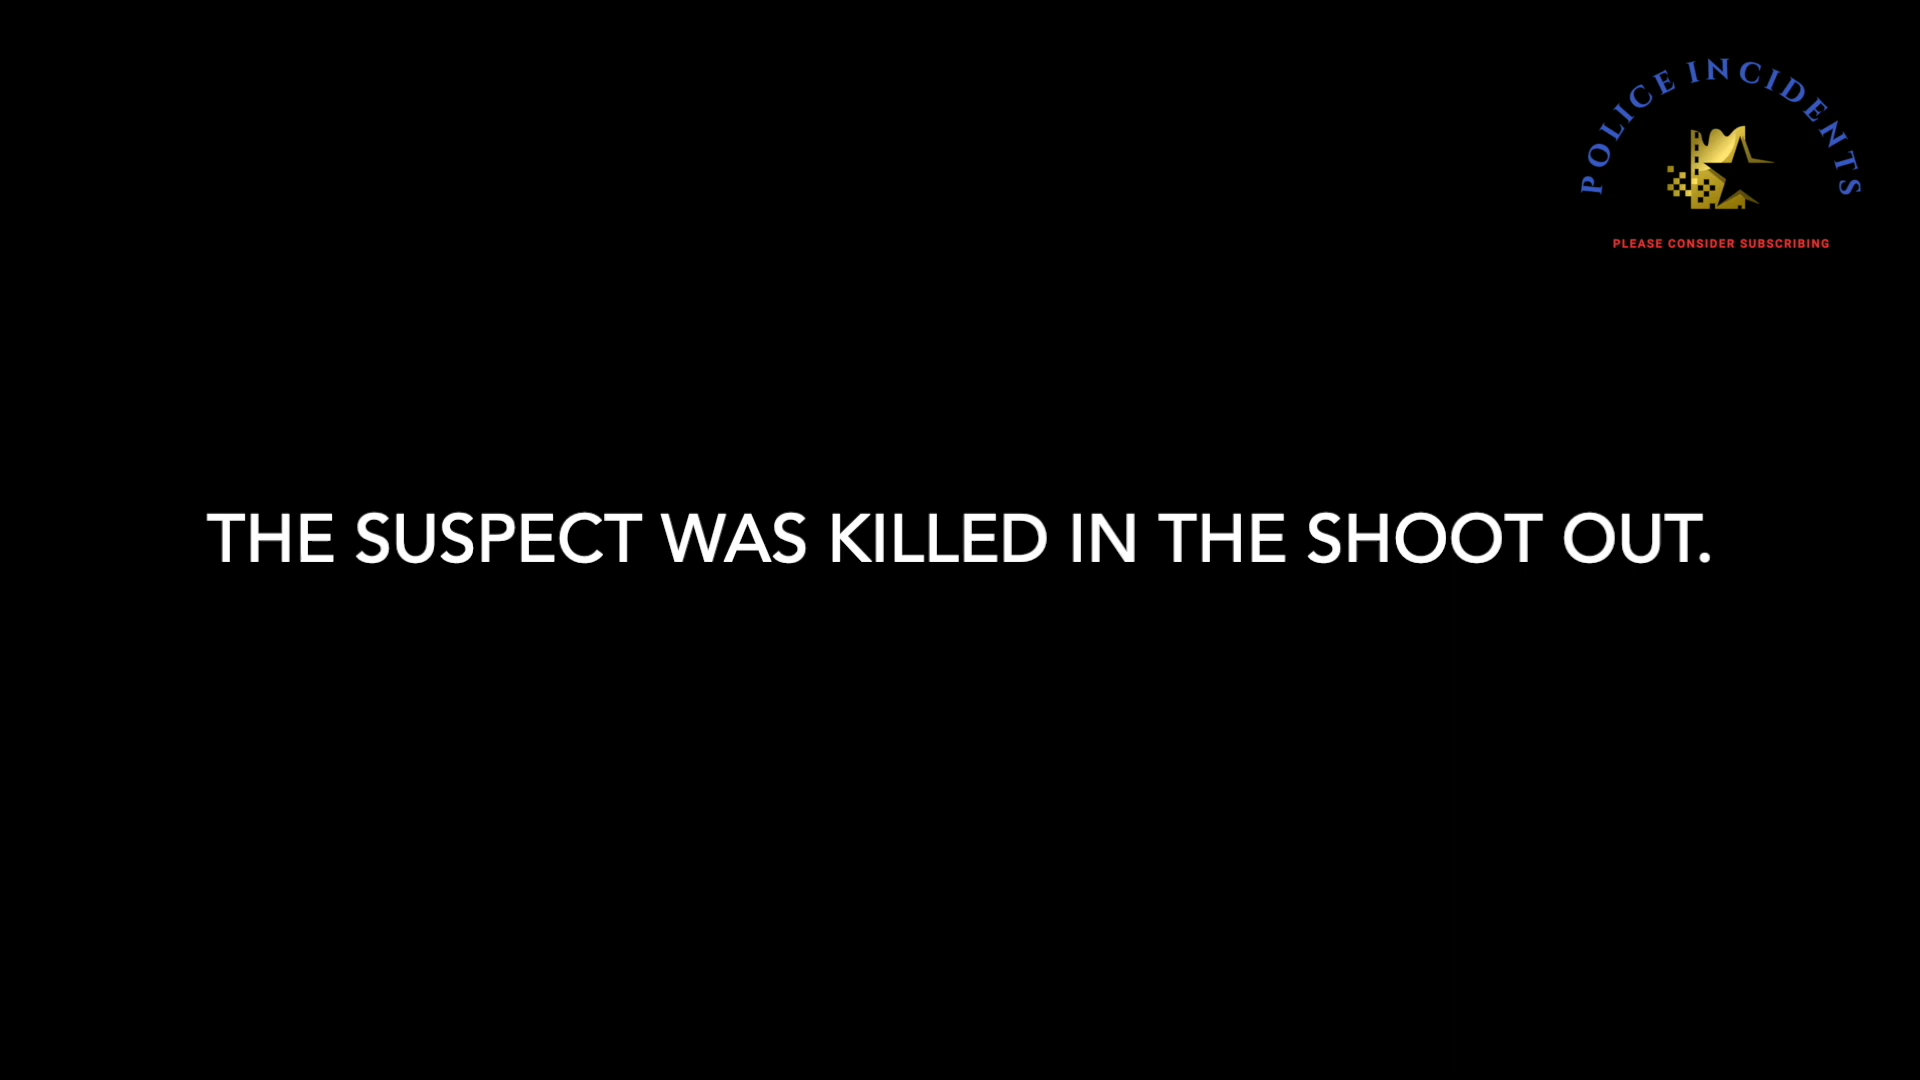 POLICE INCIDENTS
PLEASE CONSIDER SUBSCRIBING
THE SUSPECT WAS KILLED IN THE SHOOT OUT.